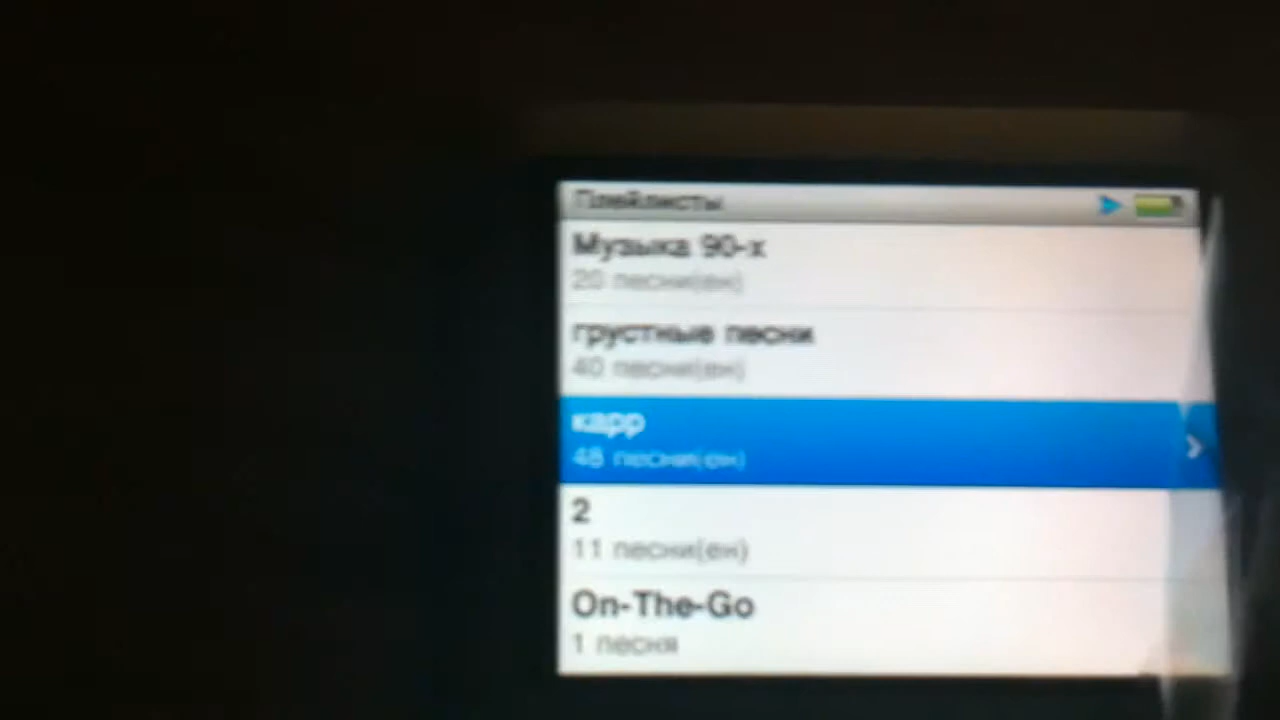 Плейлисты
Музыка 90-х
20 песни(ен)
грустные песни
40 песни(ен)
карр
48 песни(ен)
2
11 песни(ен)
On-The-Go
1 песня